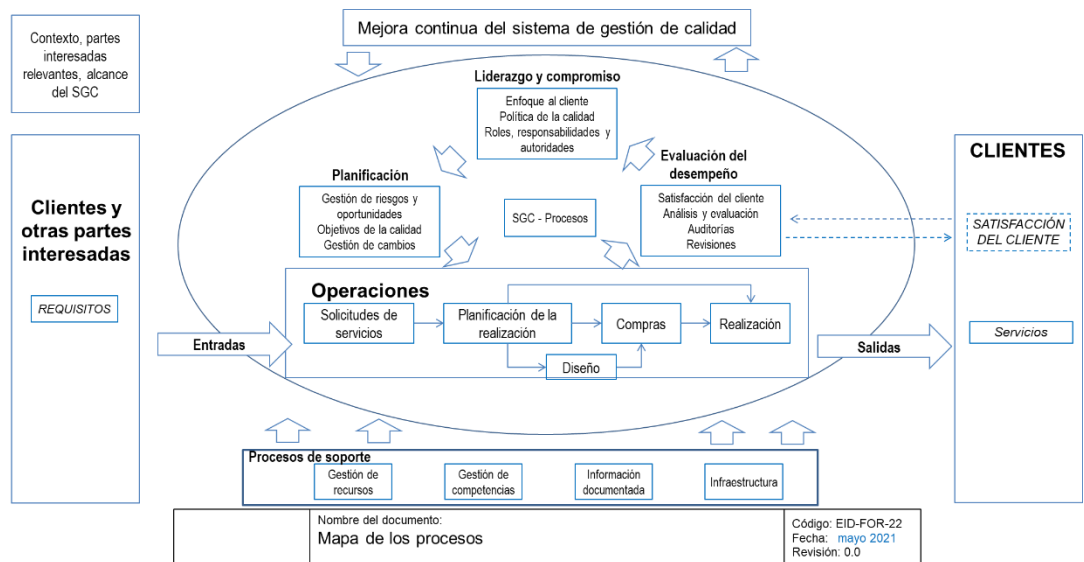 Mejora continua del sistema de gestión de calidad
Contexto, partes
interesadas
relevantes, alcance
del SGC
Liderazgo y compromiso
Enfoque al cliente
Política de la calidad
Roles, responsabilidades y
autoridades
Planificación
Gestión de riesgos y
oportunidades
Objetivos de la calidad
Gestión de cambios
SGC - Procesos
Evaluación del
desempeño
Satisfacción del cliente
Análisis y evaluación
Auditorías
Revisiones
Clientes y
otras partes
interesadas
REQUISITOS
CLIENTES
SATISFACCIÓN
DEL CLIENTE
Servicios
Entradas
Operaciones
Solicitudes de
servicios
Planificación de la
realización
Compras
Realización
Diseño
Salidas
Procesos de soporte
Gestión de
recursos
Gestión de
competencias
Información
documentada
Infraestructura
Nombre del documento:
Mapa de los procesos
Código: EID-FOR-22
Fecha: mayo 2021
Revisión: 0.0